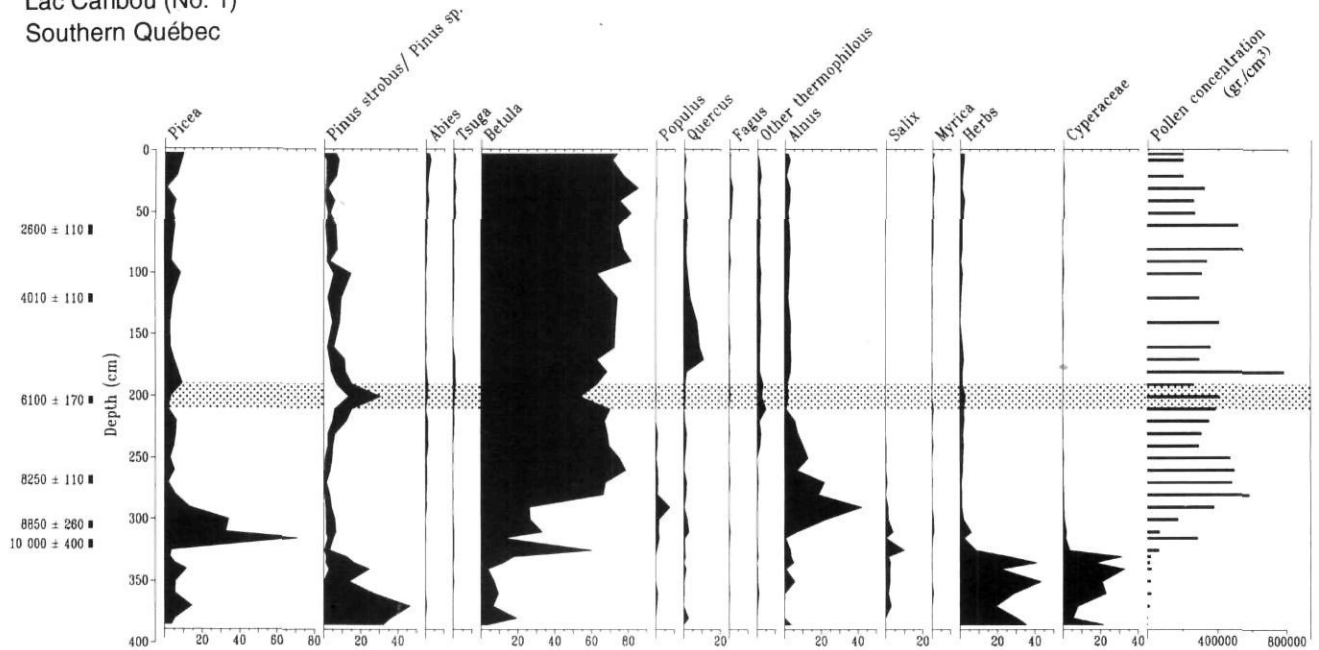 Lac Caribou (No. 1)
Southern Québec
Picea
Pinus strobus/ Pinus sp.
Abies
Tsuga
Betula
Populus
Quercus
Fagus
Other thermophilous
Alnus
Salix
Myrica
Herbs
Cyperaceae
Pollen concentration
(gr./cm³)
Depth (cm)
0
50
100
150
200
250
300
350
400
2600 ± 110
4010 ± 110
6100 ± 170
8250 ± 110
8850 ± 260
10 000 ± 400
20 40 60 80 20 40 20 40 60 80 20 20 40 20 40 20 40 400000 800000